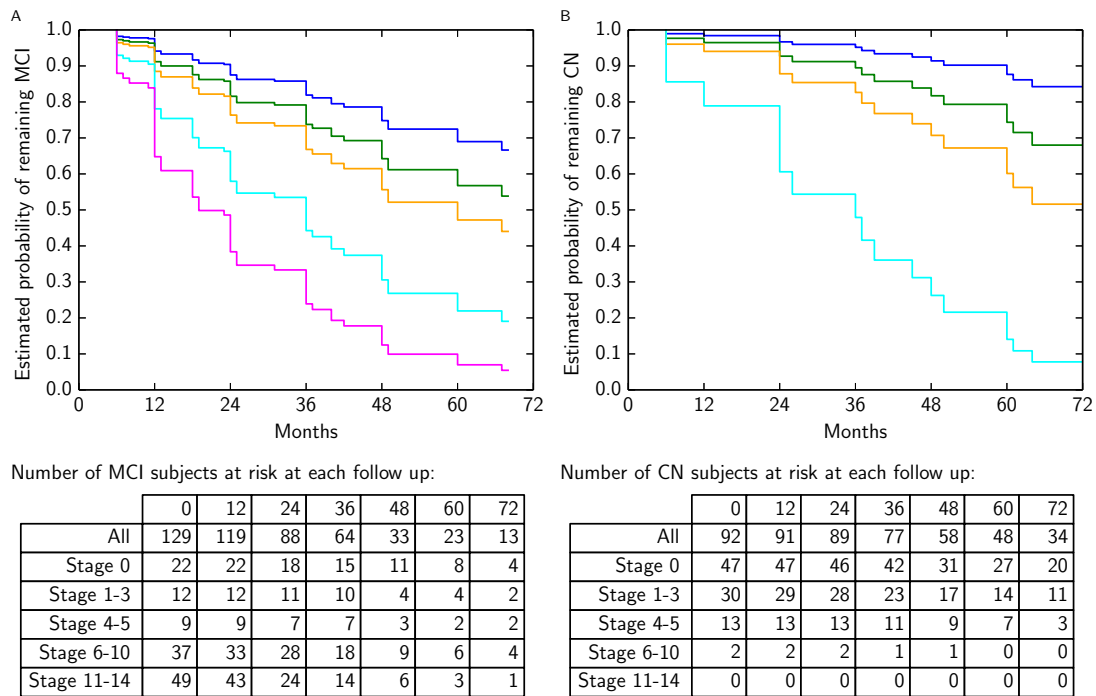 A
Estimated probability of remaining MCI
1.0
0.9
0.8
0.7
0.6
0.5
0.4
0.3
0.2
0.1
0.0
0 12 24 36 48 60 72
Months
B
Estimated probability of remaining CN
1.0
0.9
0.8
0.7
0.6
0.5
0.4
0.3
0.2
0.1
0.0
0 12 24 36 48 60 72
Months
Number of MCI subjects at risk at each follow up:
0 12 24 36 48 60 72
All 129 119 88 64 33 23 13
Stage 0 22 22 18 15 11 8 4
Stage 1-3 12 12 11 10 4 4 2
Stage 4-5 9 9 7 7 3 2 2
Stage 6-10 37 33 28 18 9 6 4
Stage 11-14 49 43 24 14 6 3 1
Number of CN subjects at risk at each follow up:
0 12 24 36 48 60 72
All 92 91 89 77 58 48 34
Stage 0 47 47 46 42 31 27 20
Stage 1-3 30 29 28 23 17 14 11
Stage 4-5 13 13 13 11 9 7 3
Stage 6-10 2 2 2 1 1 0 0
Stage 11-14 0 0 0 0 0 0 0